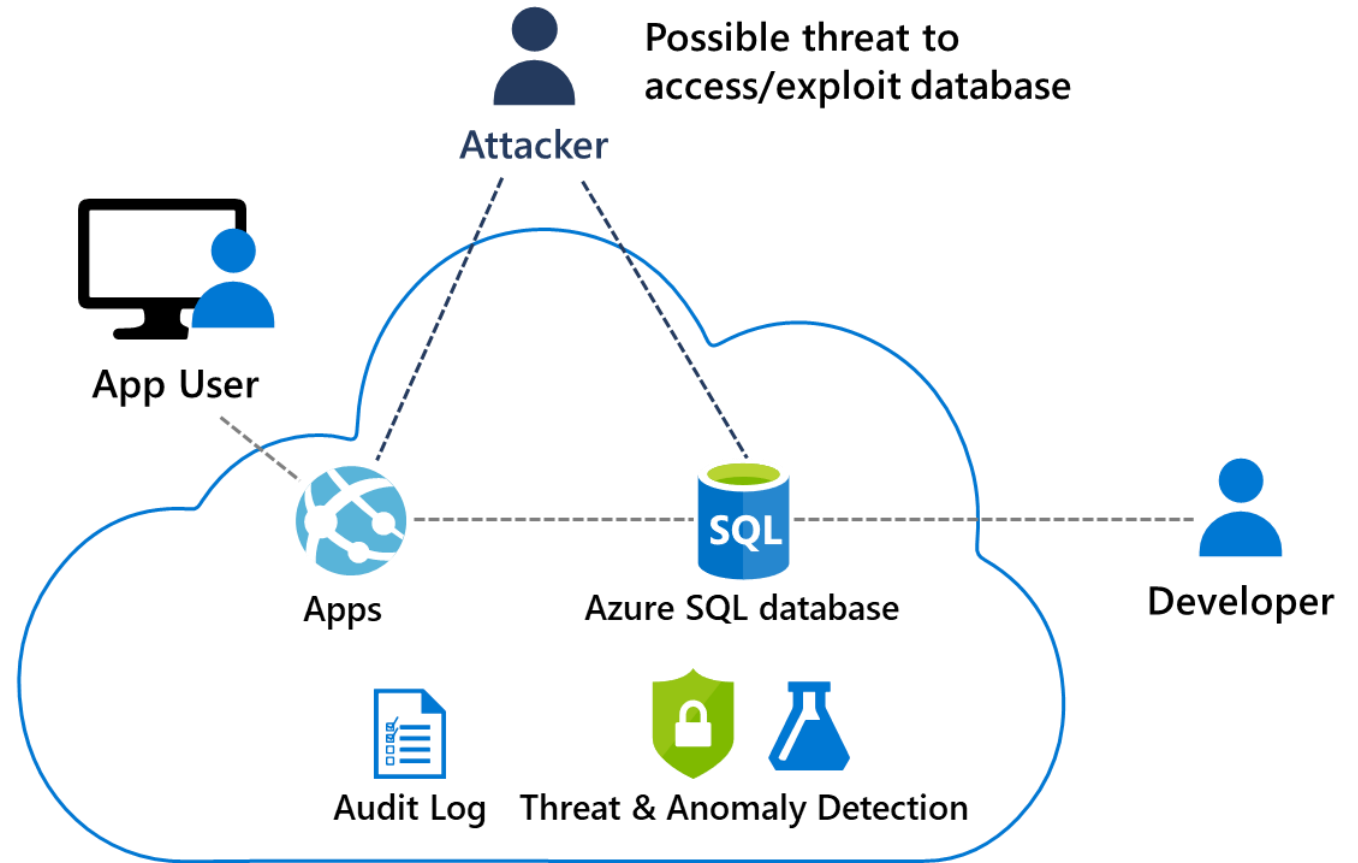 Possible threat to
access/exploit database
Attacker
App User
SQL
Apps
Azure SQL database
Developer
Audit Log
Threat & Anomaly Detection